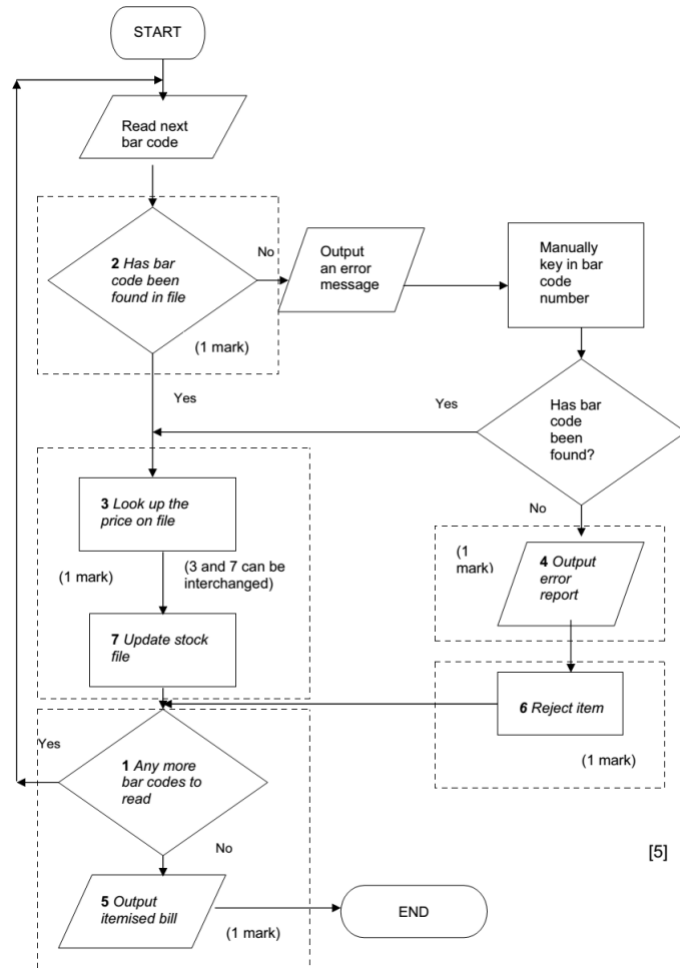 START
Read next
bar code
2 Has bar
code been
found in file
(1 mark)
No
Output
an error
message
Manually
key in bar
code
number
Yes
Yes
Has bar
code
been
found?
No
3 Look up the
price on file
(1 mark)
(3 and 7 can be
interchanged)
7 Update stock
file
(1
mark)
4 Output
error
report
6 Reject item
(1 mark)
Yes
1 Any more
bar codes to
read
No
[5]
5 Output
itemised bill
(1 mark)
END